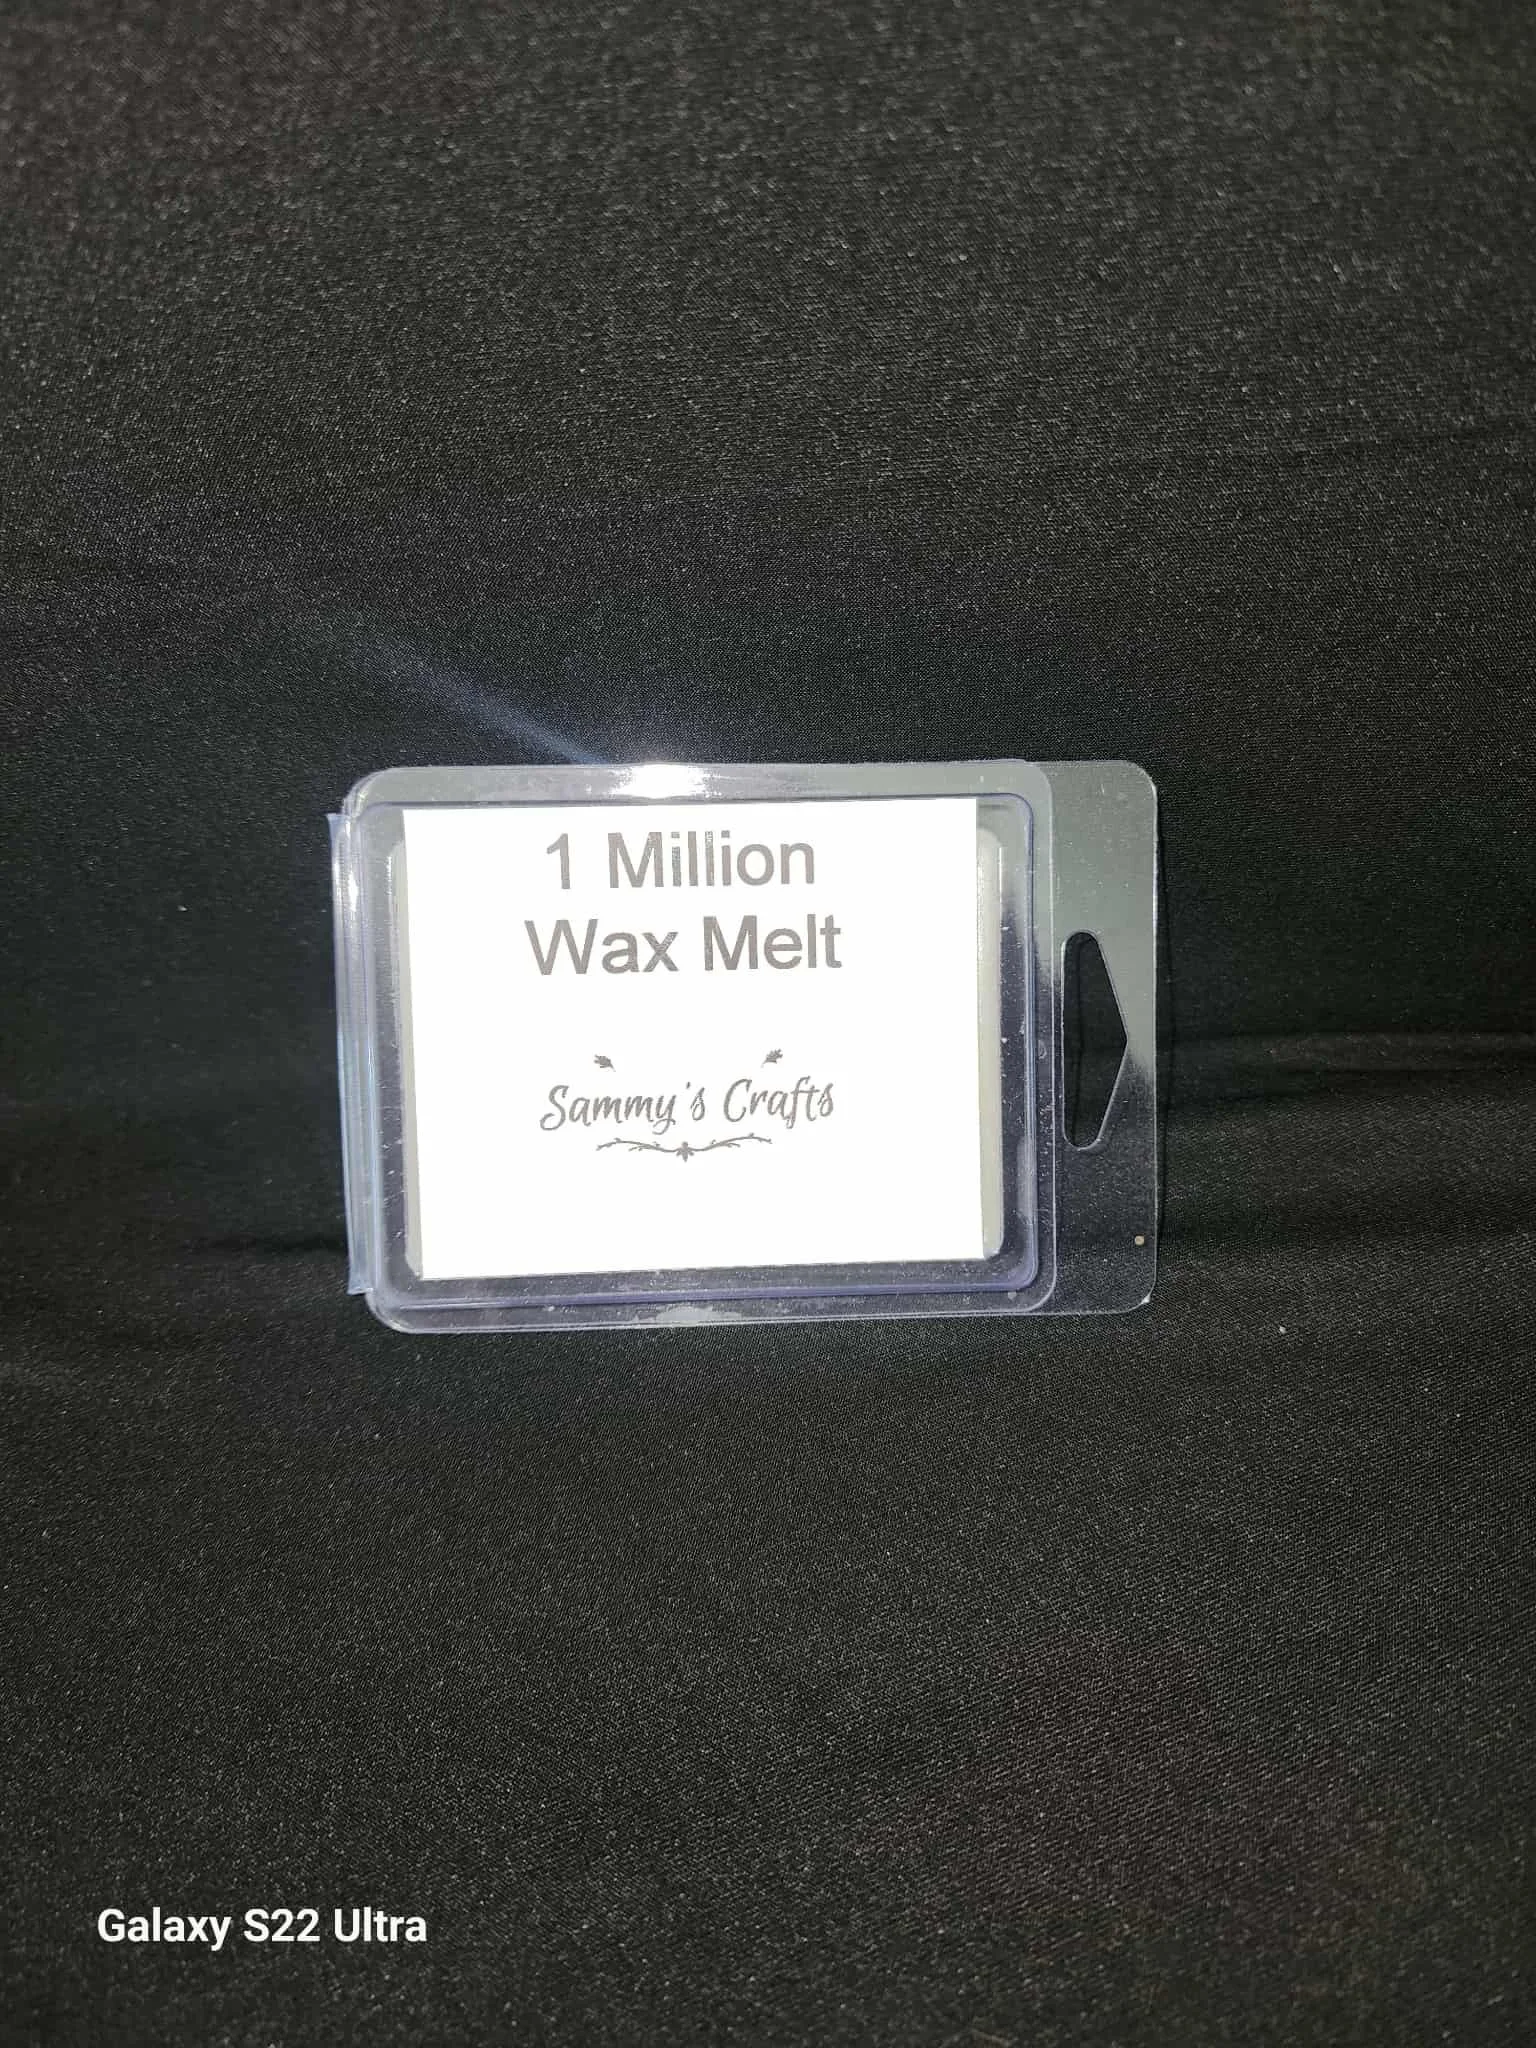 1 Million
Wax Melt
Sammy's Crafts
Galaxy S22 Ultra